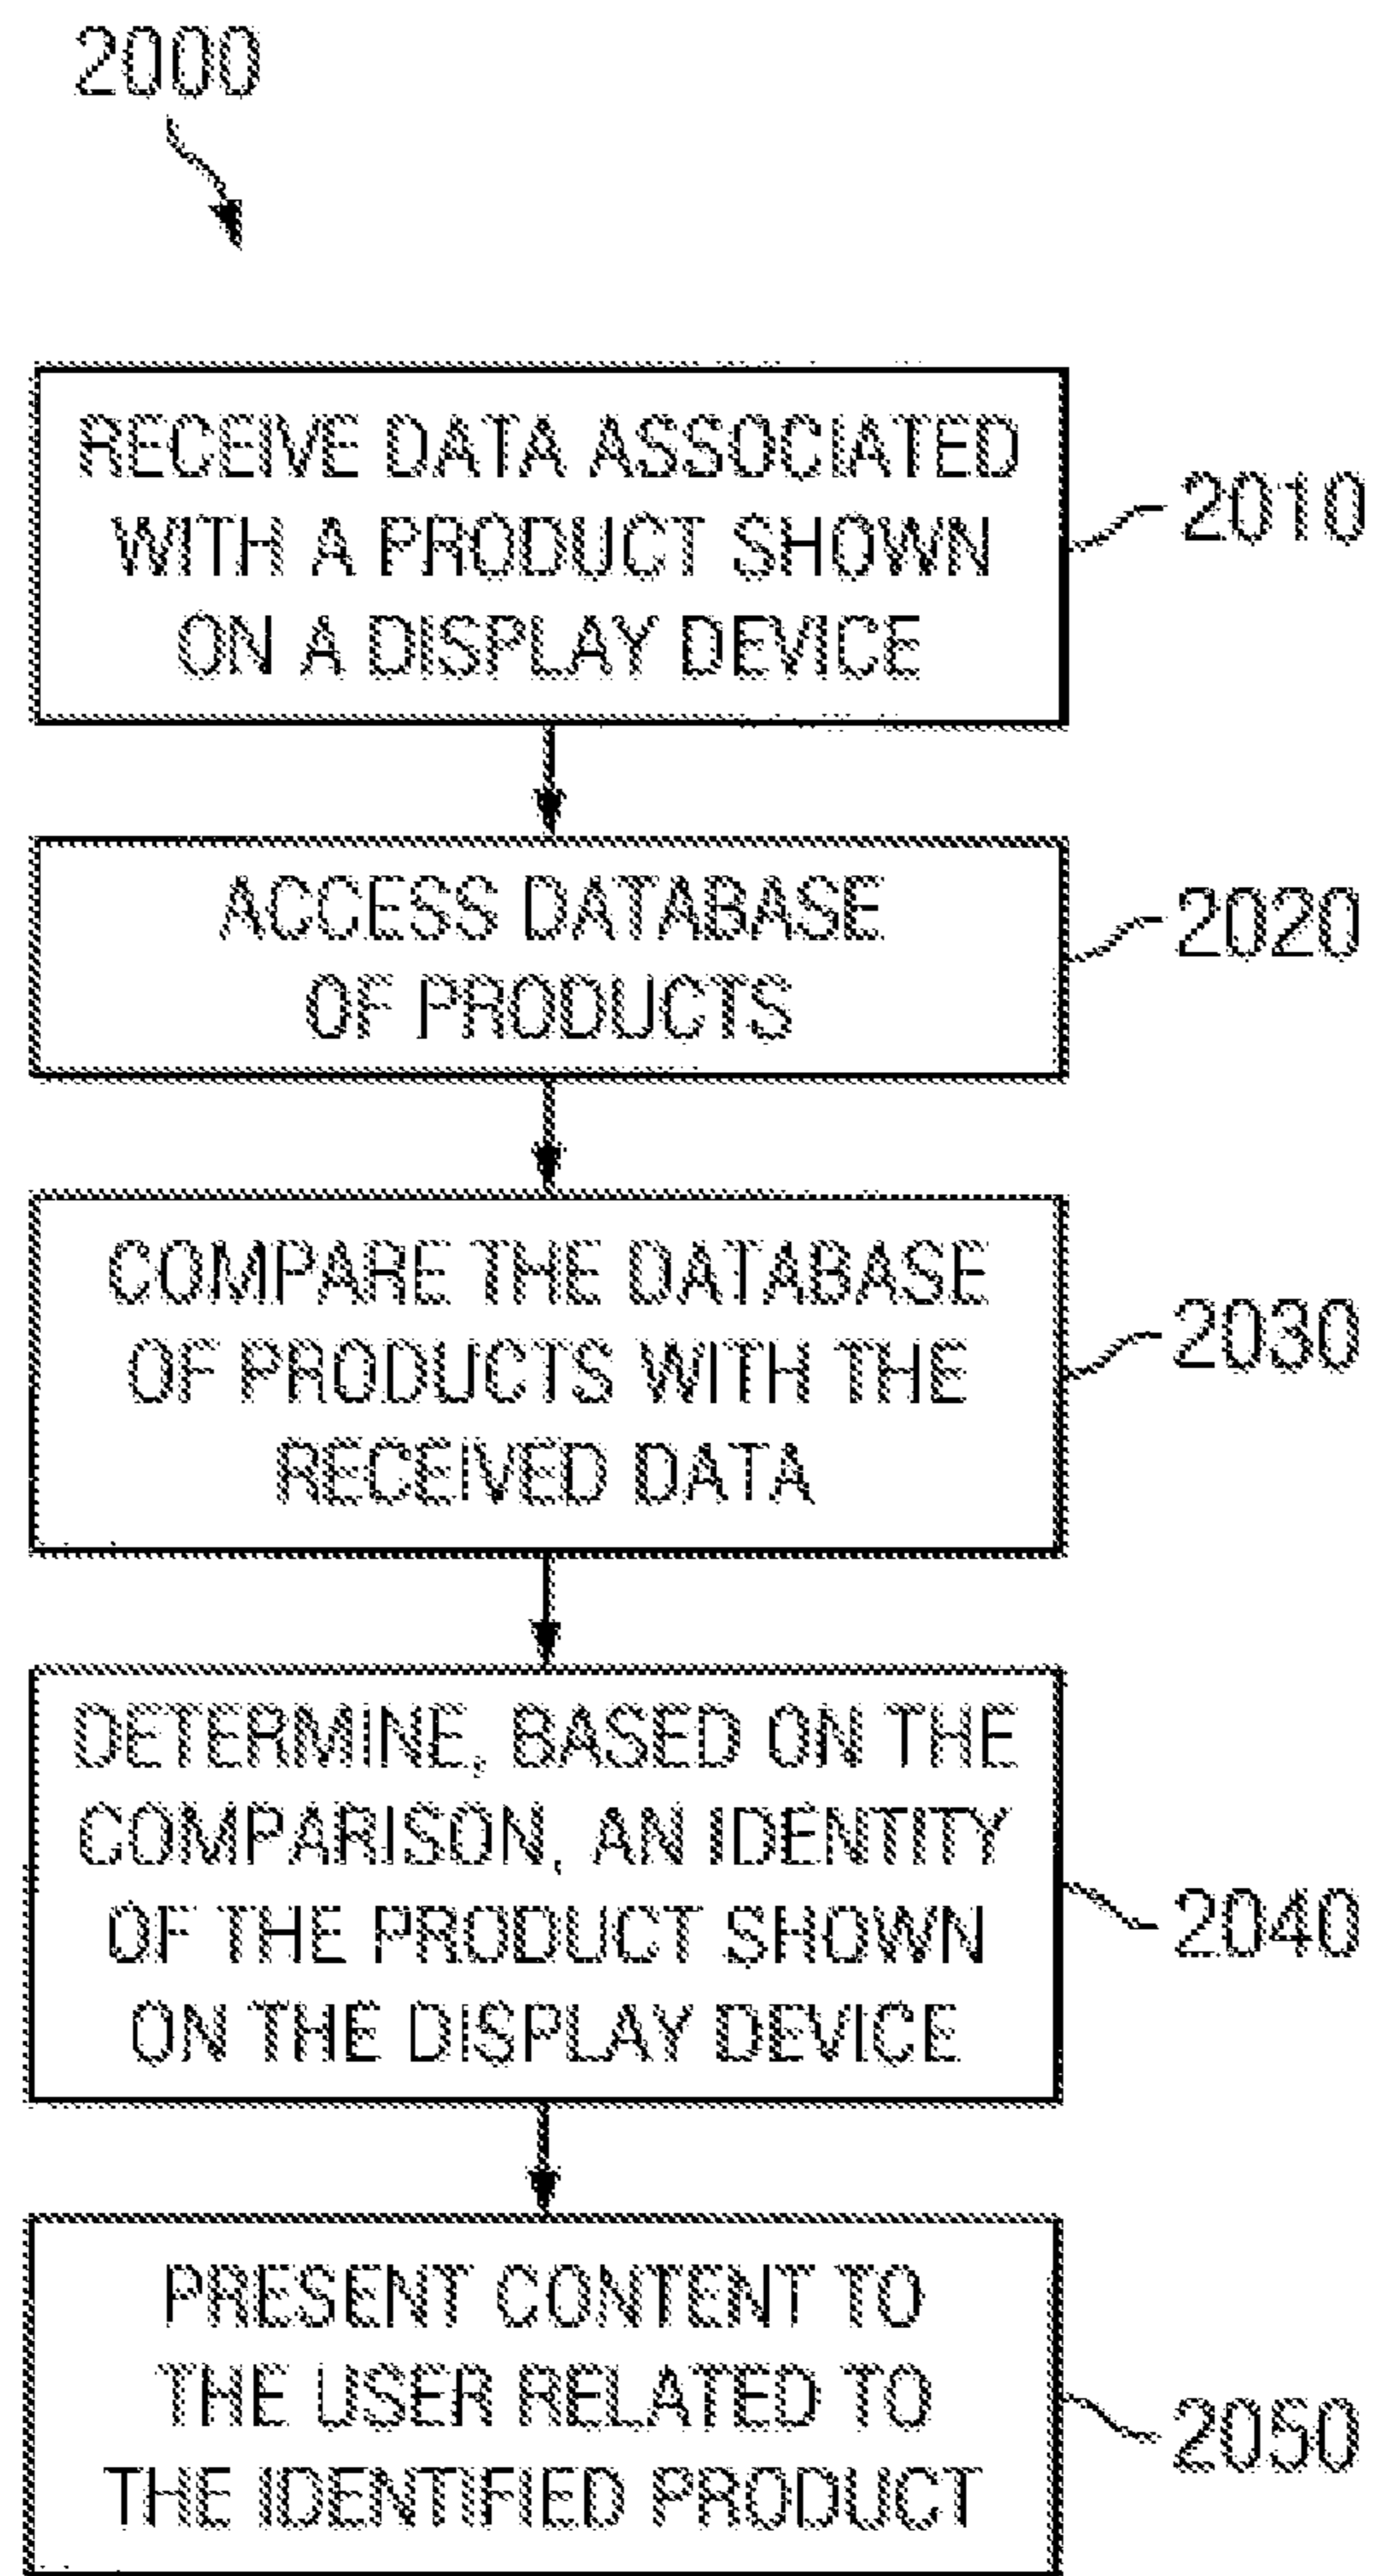 2000
RECEIVE DATA ASSOCIATED
WITH A PRODUCT SHOWN
ON A DISPLAY DEVICE
2010
ACCESS DATABASE
OF PRODUCTS
2020
COMPARE THE DATABASE
OF PRODUCTS WITH THE
RECEIVED DATA
2030
DETERMINE, BASED ON THE
COMPARISON, AN IDENTITY
OF THE PRODUCT SHOWN
ON THE DISPLAY DEVICE
2040
PRESENT CONTENT TO
THE USER RELATED TO
THE IDENTIFIED PRODUCT
2050